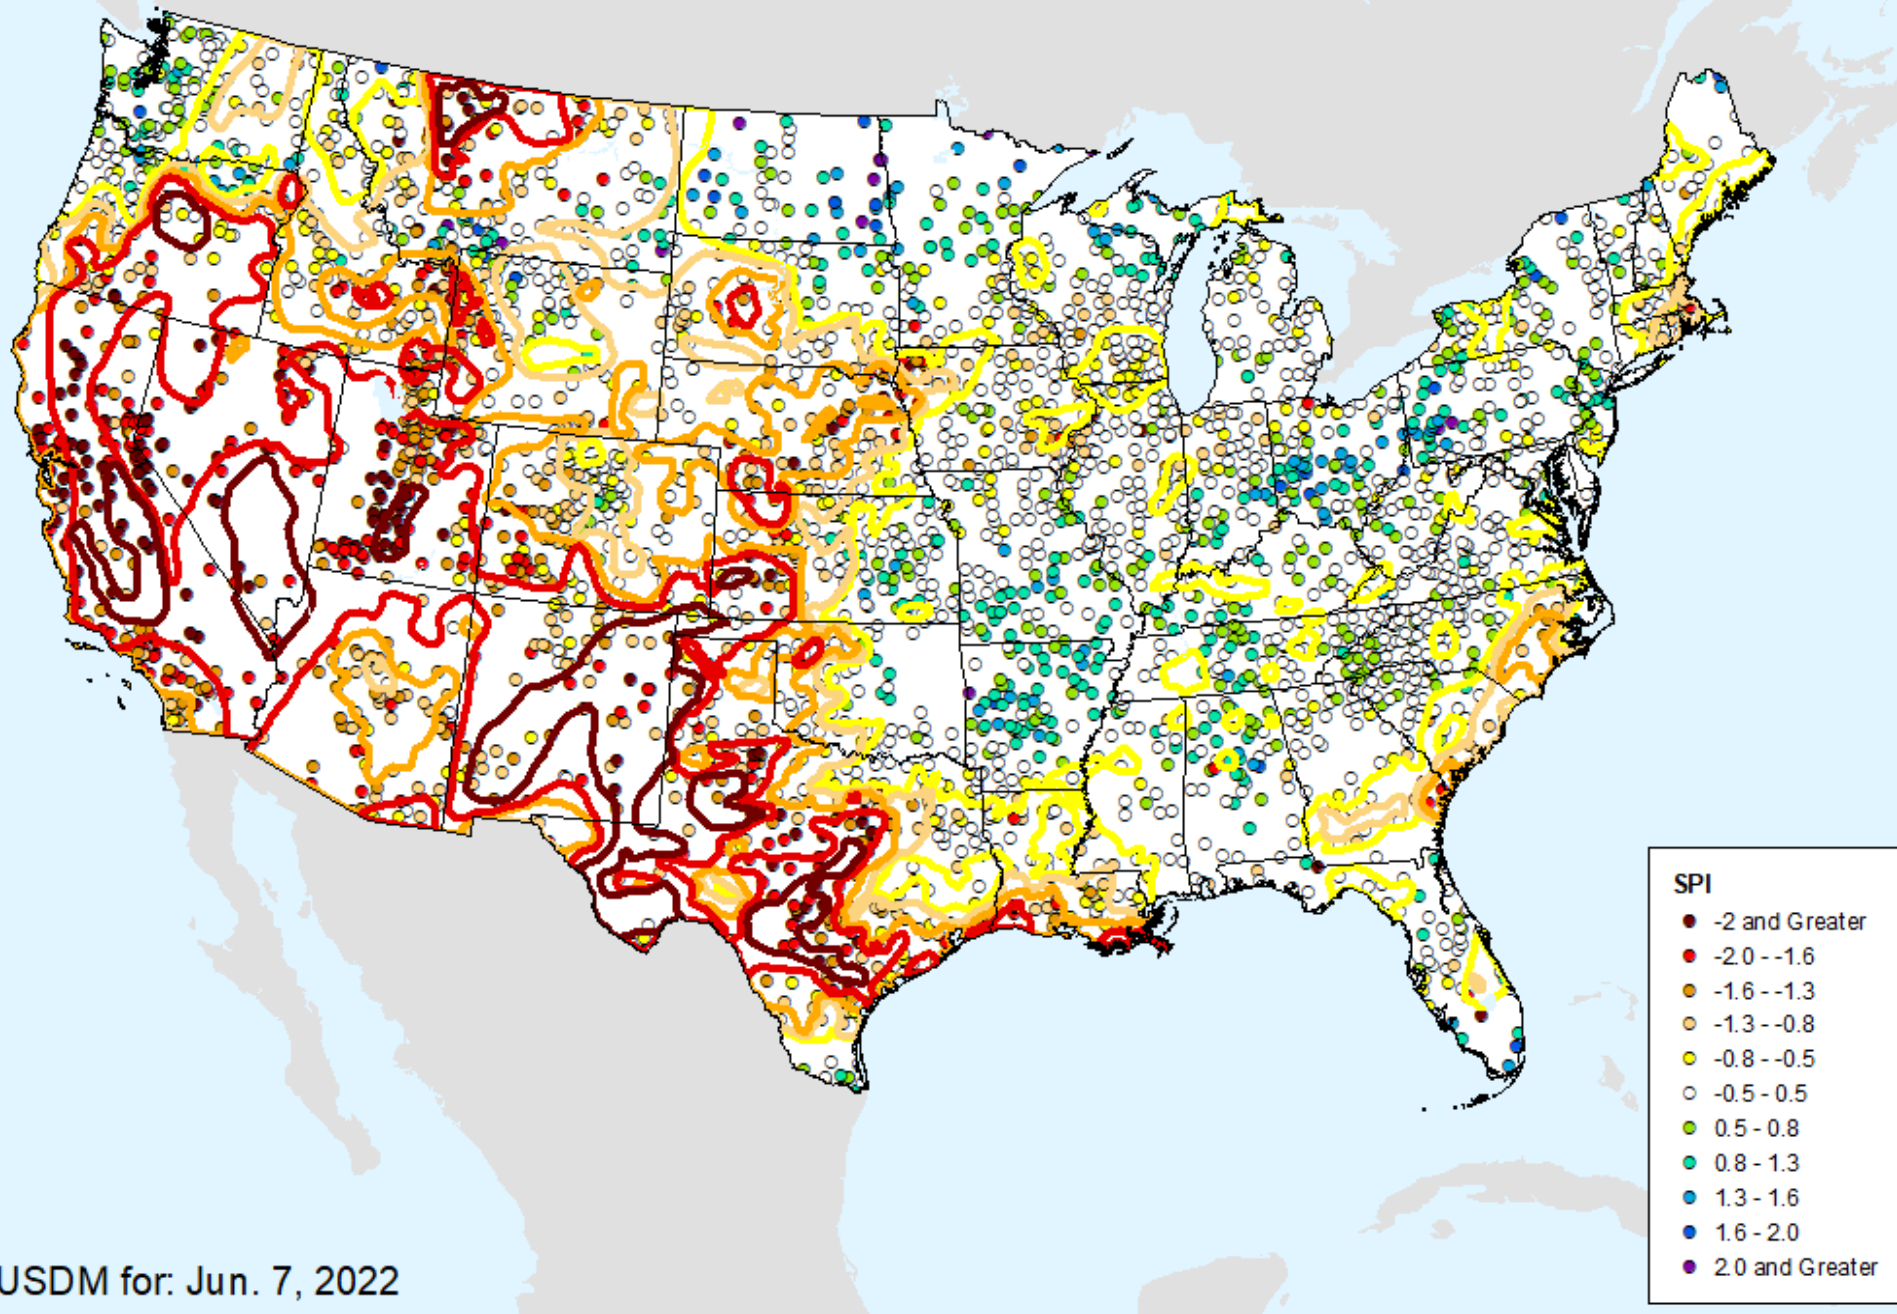 SPI
-2 and Greater
-2.0 - -1.6
-1.6 - -1.3
-1.3 - -0.8
-0.8 - -0.5
-0.5 - 0.5
0.5 - 0.8
0.8 - 1.3
1.3 - 1.6
1.6 - 2.0
2.0 and Greater
USDM for: Jun. 7, 2022